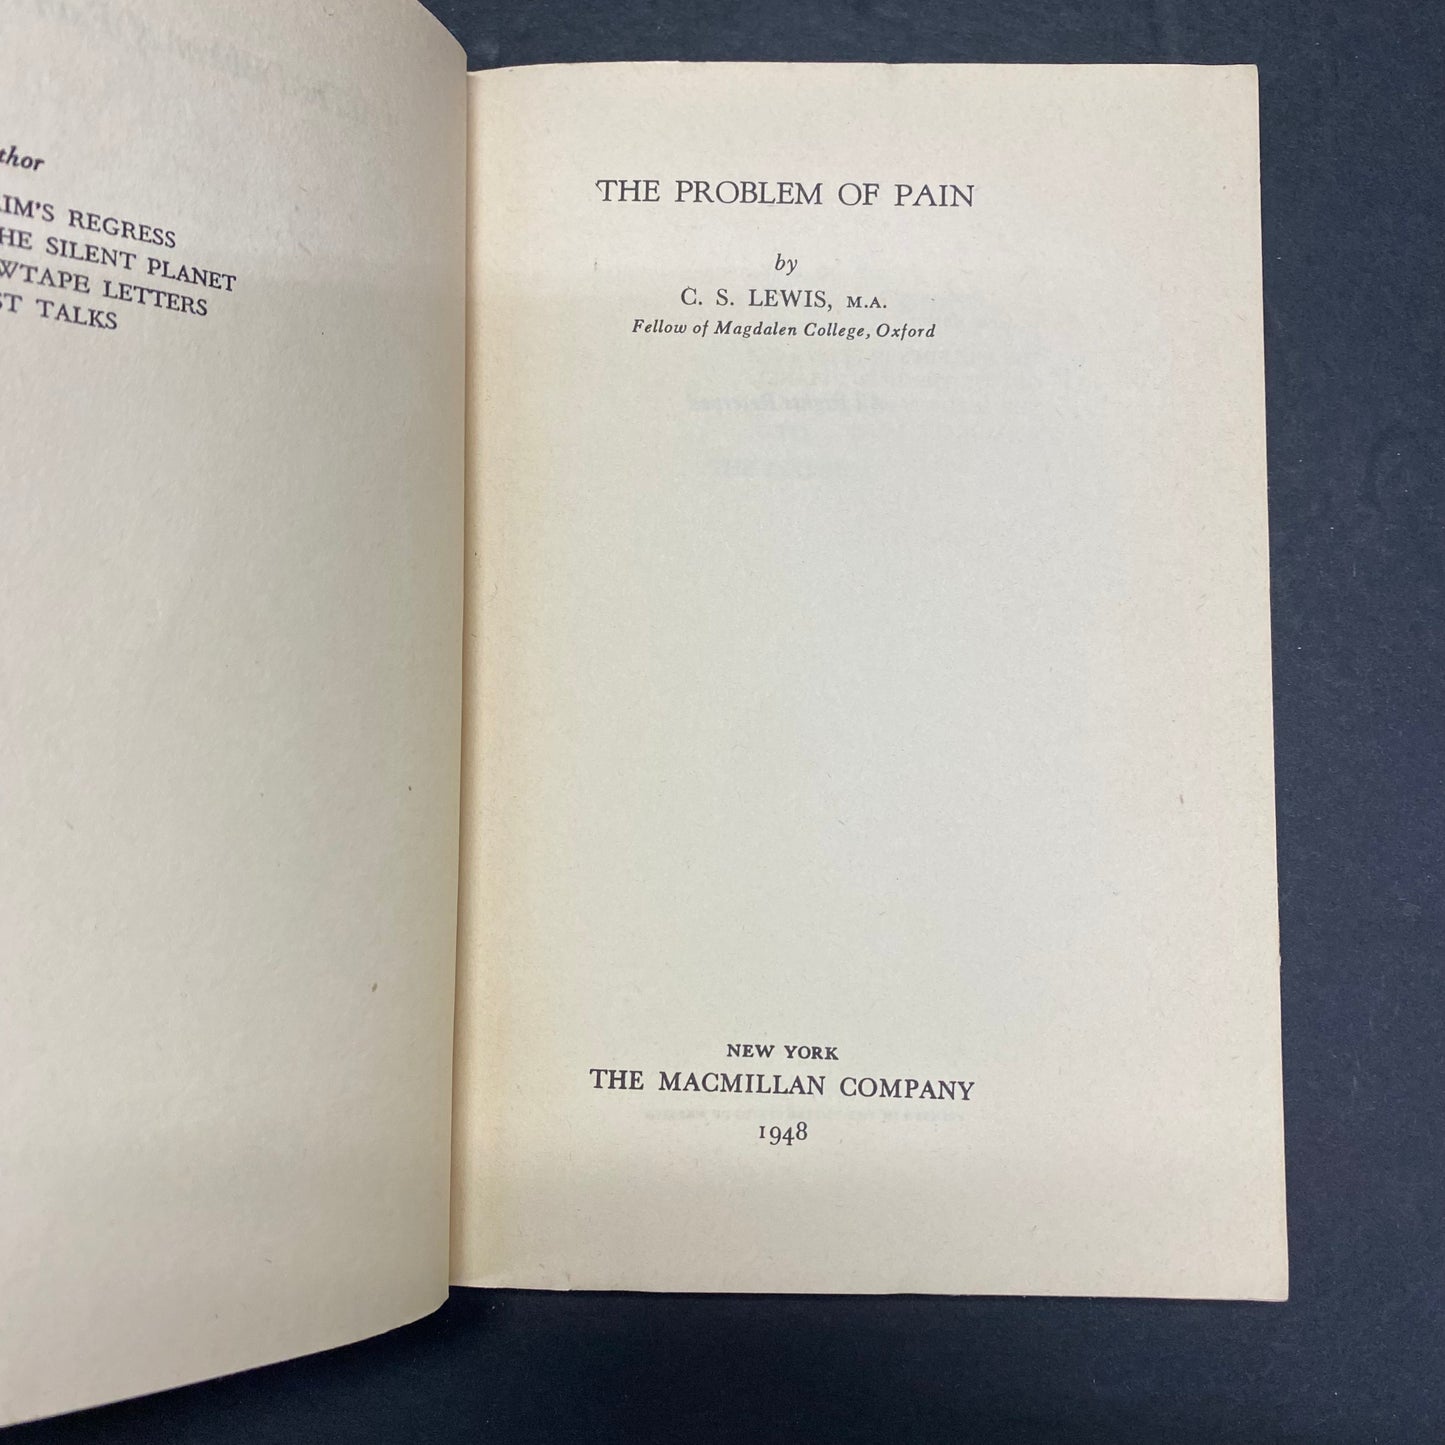 thor
IM'S REGRESS
HE SILENT PLANET
WTAPE LETTERS
ST TALKS
THE PROBLEM OF PAIN
by
C. S. LEWIS, M.A.
Fellow of Magdalen College, Oxford
NEW YORK
THE MACMILLAN COMPANY
1948